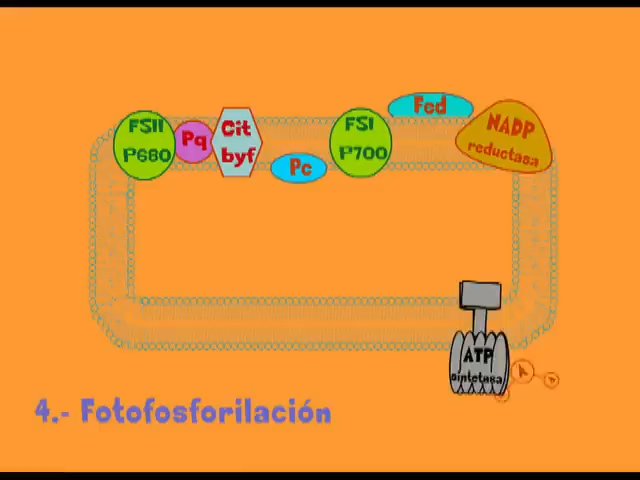 FSII
P680
Pq
Cit
byf
Pc
FSI
P700
Fed
NADP
reductasa
ATP
sintetasa
A
4.- Fotofosforilación